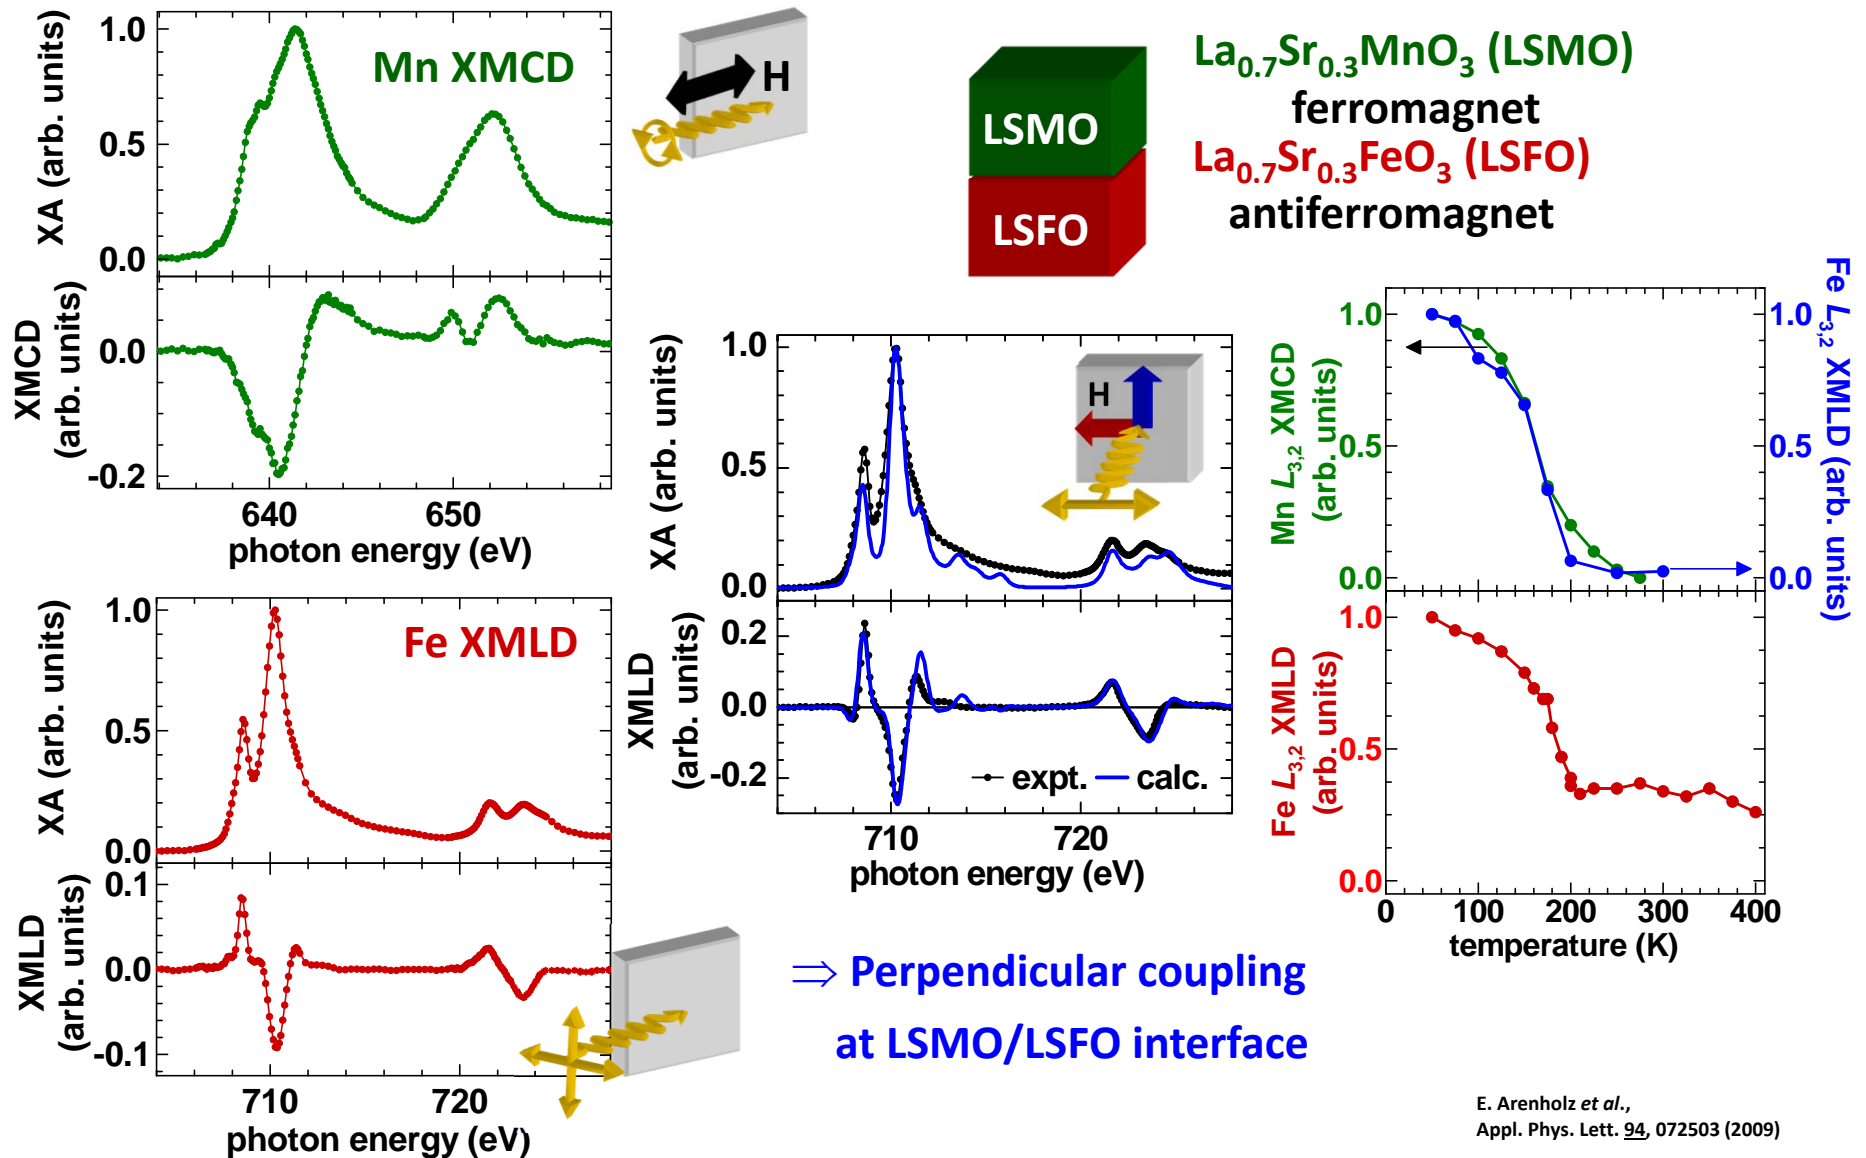 Mn XMCD
XA (arb. units)
1.0
0.5
0.0
XMCD
(arb. units)
0.0
-0.2
640
650
photon energy (eV)
H
LSMO
LSFO
La0.7Sr0.3MnO3 (LSMO)
ferromagnet
La0.7Sr0.3FeO3 (LSFO)
antiferromagnet
Fe XMLD
XA (arb. units)
1.0
0.5
0.0
XMLD
(arb. units)
0.1
0.0
-0.1
710
720
photon energy (eV)
XA (arb. units)
1.0
0.5
0.0
H
XMLD
(arb. units)
0.2
0.0
-0.2
expt.
calc.
710
720
photon energy (eV)
Mn L3,2 XMCD
(arb. units)
1.0
0.5
0.0
Fe L3,2 XMLD (arb. units)
1.0
0.5
0.0
Fe L3,2 XMLD
(arb. units)
1.0
0.5
0.0
0
100
200
300
400
temperature (K)
⇒ Perpendicular coupling
at LSMO/LSFO interface
E. Arenholz et al.,
Appl. Phys. Lett. 94, 072503 (2009)